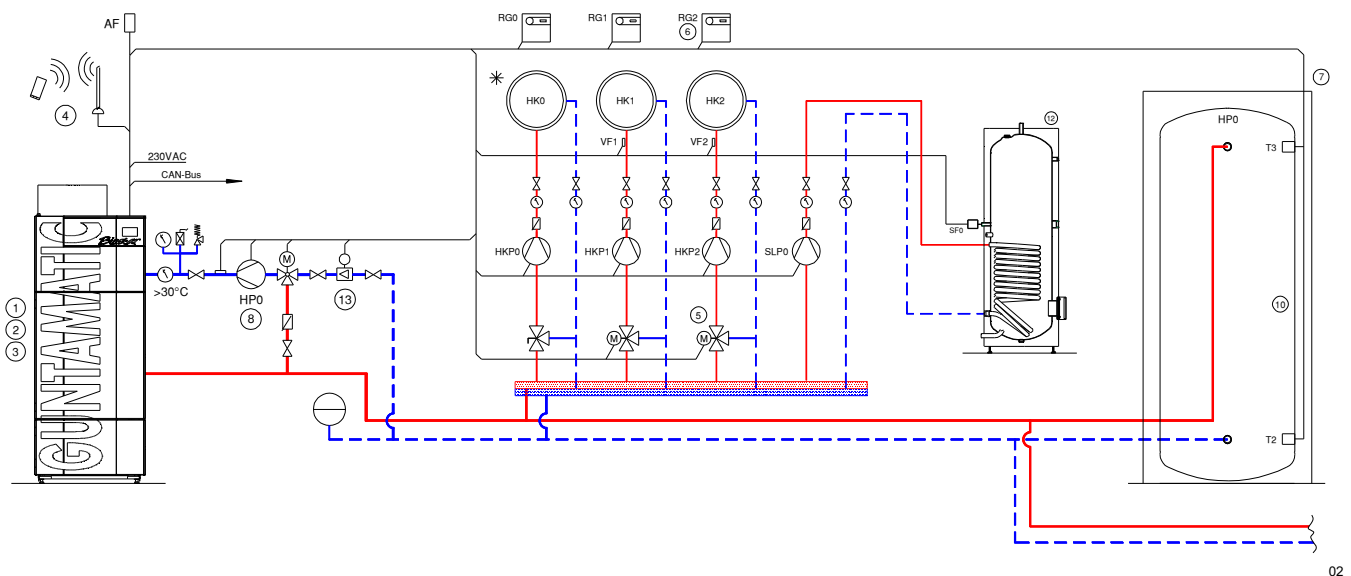 AF
RG0
RG1
RG2
6
7
4
HK0
HK1
HK2
12
HP0
VF1
VF2
T3
230VAC
CAN-Bus
GUNTAMATIC
Biostar
SF0
M
HKP0
HKP1
HKP2
SLP0
>30°C
HP0
8
13
10
1
2
3
5
M
M
T2
02